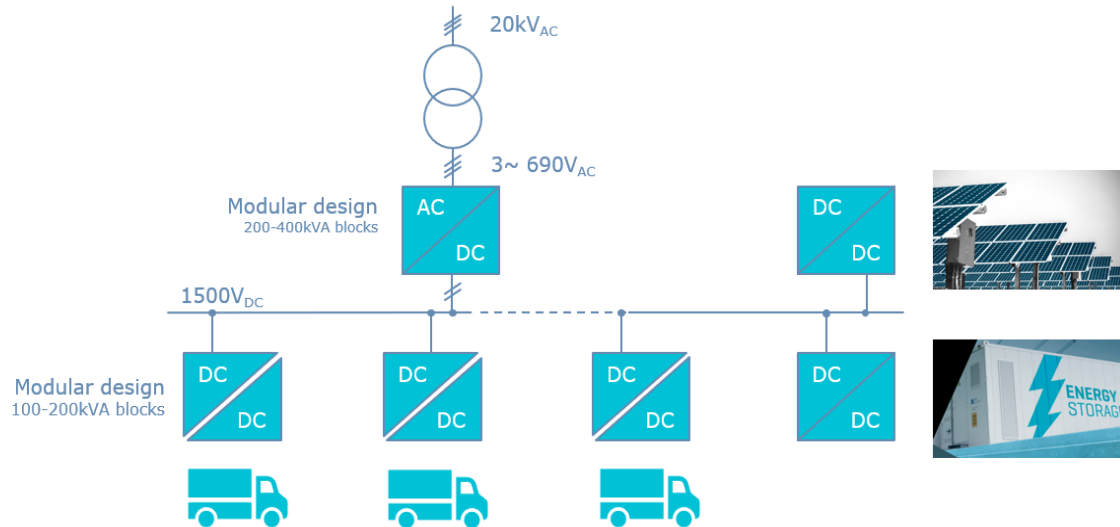 20kVAC
3~ 690VAC
Modular design
200-400kVA blocks
AC
DC
DC
DC
1500VDC
Modular design
100-200kVA blocks
DC
DC
DC
DC
DC
DC
DC
DC
ENERGY
STORAG